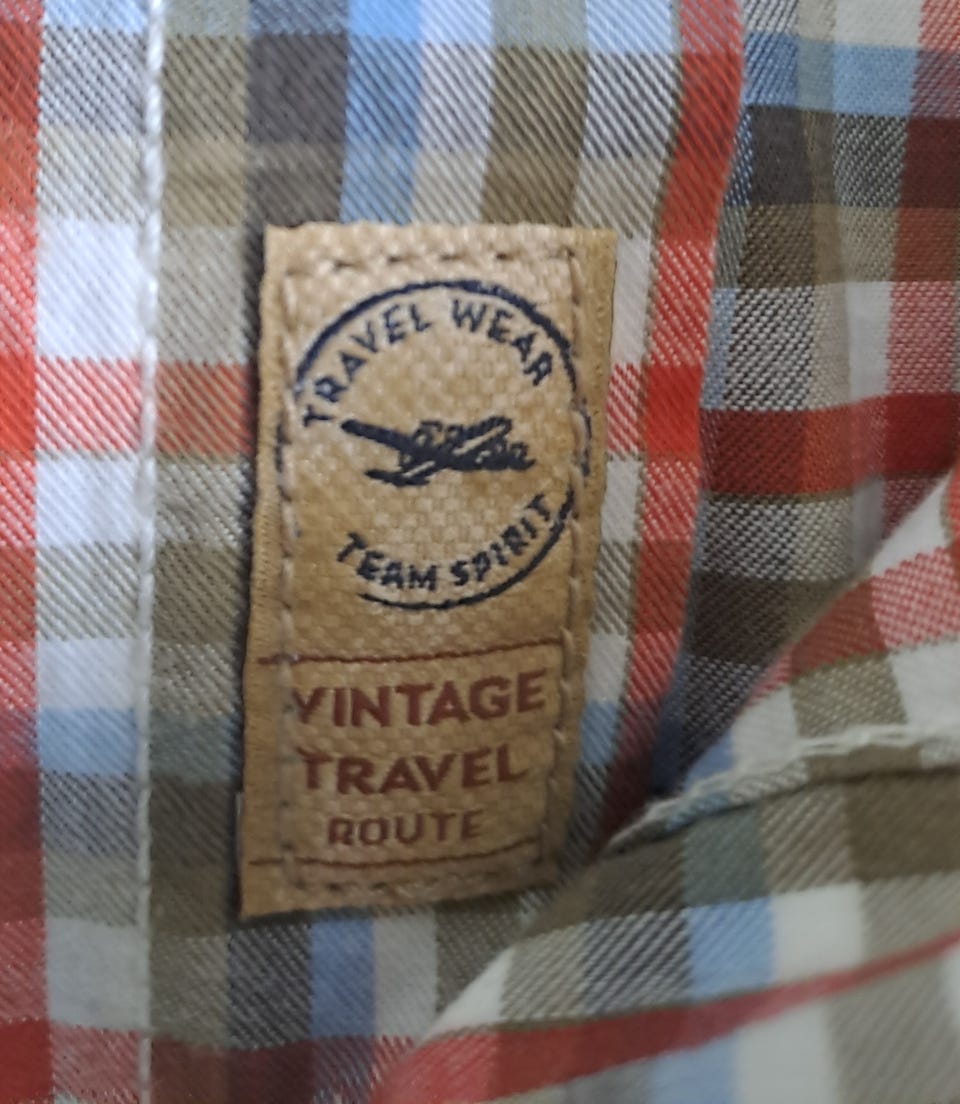 TRAVEL WEAR
TEAM SPIRIT
VINTAGE
TRAVEL
ROUTE